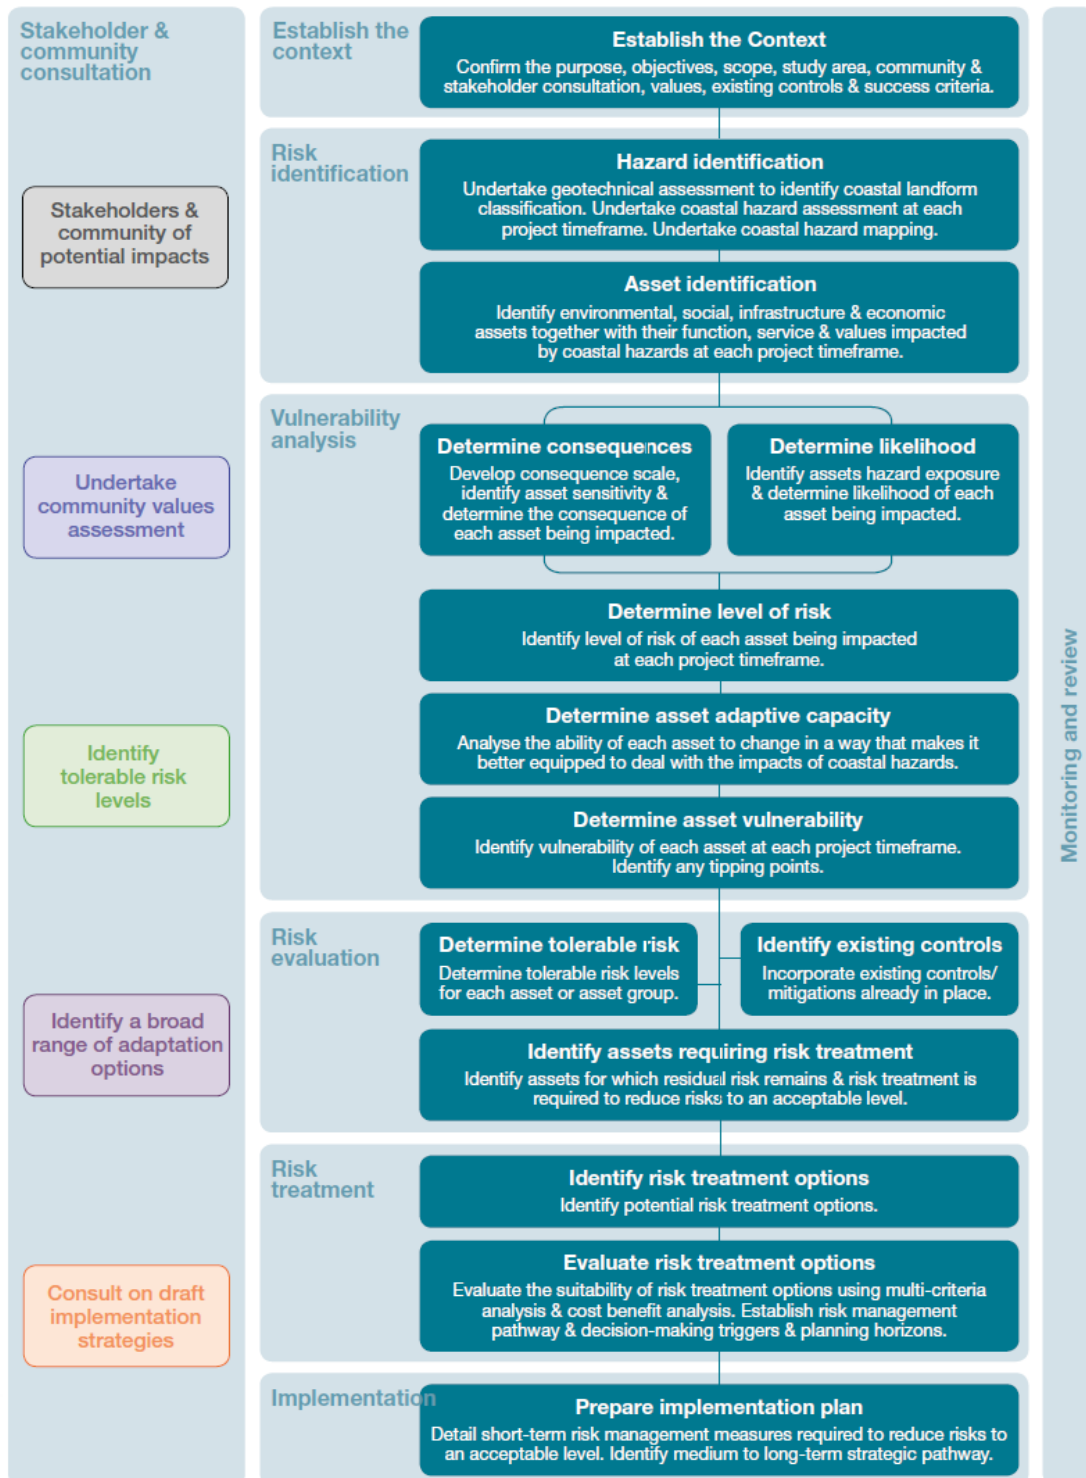 Stakeholder &
community
consultation
Stakeholders &
community of
potential impacts
Undertake
community values
assessment
Identify
tolerable risk
levels
Identify a broad
range of adaptation
options
Consult on draft
implementation
strategies
Establish the
context
Establish the Context
Confirm the purpose, objectives, scope, study area, community &
stakeholder consultation, values, existing controls & success criteria.
Risk
identification
Hazard identification
Undertake geotechnical assessment to identify coastal landform
classification. Undertake coastal hazard assessment at each
project timeframe. Undertake coastal hazard mapping.
Asset identification
Identify environmental, social, infrastructure & economic
assets together with their function, service & values impacted
by coastal hazards at each project timeframe.
Vulnerability
analysis
Determine consequences
Develop consequence scale,
identify asset sensitivity &
determine the consequence of
each asset being impacted.
Determine likelihood
Identify assets hazard exposure
& determine likelihood of each
asset being impacted.
Determine level of risk
Identify level of risk of each asset being impacted
at each project timeframe.
Determine asset adaptive capacity
Analyse the ability of each asset to change in a way that makes it
better equipped to deal with the impacts of coastal hazards.
Determine asset vulnerability
Identify vulnerability of each asset at each project timeframe.
Identify any tipping points.
Risk
evaluation
Determine tolerable risk
Determine tolerable risk levels
for each asset or asset group.
Identify existing controls
Incorporate existing controls/
mitigations already in place.
Identify assets requiring risk treatment
Identify assets for which residual risk remains & risk treatment is
required to reduce risks to an acceptable level.
Risk
treatment
Identify risk treatment options
Identify potential risk treatment options.
Evaluate risk treatment options
Evaluate the suitability of risk treatment options using multi-criteria
analysis & cost benefit analysis. Establish risk management
pathway & decision-making triggers & planning horizons.
Implementation
Prepare implementation plan
Detail short-term risk management measures required to reduce risks to
an acceptable level. Identify medium to long-term strategic pathway.
Monitoring and review